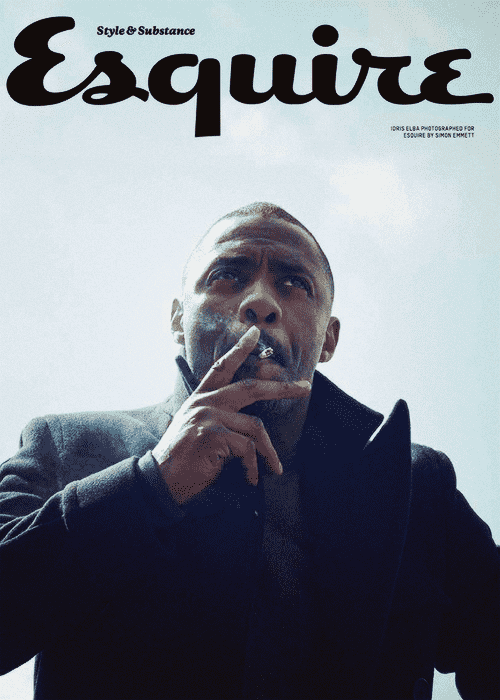 Style & Substance
Esquire
IDRIS ELBA PHOTOGRAPHED FOR
ESQUIRE BY SIMON EMMETT